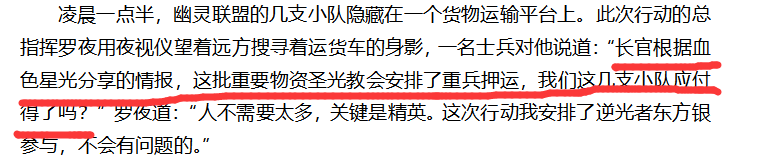 凌晨一点半，幽灵联盟的几支小队隐藏在一个货物运输平台上。此次行动的总
指挥罗夜用夜视仪望着远方搜寻着运货车的身影，一名士兵对他说道：“长官根据血
色星光分享的情报，这批重要物资圣光教会安排了重兵押运，我们这几支小队应付
得了吗？”罗夜道：“人不需要太多，关键是精英。这次行动我安排了逆光者东方银
参与，不会有问题的。”